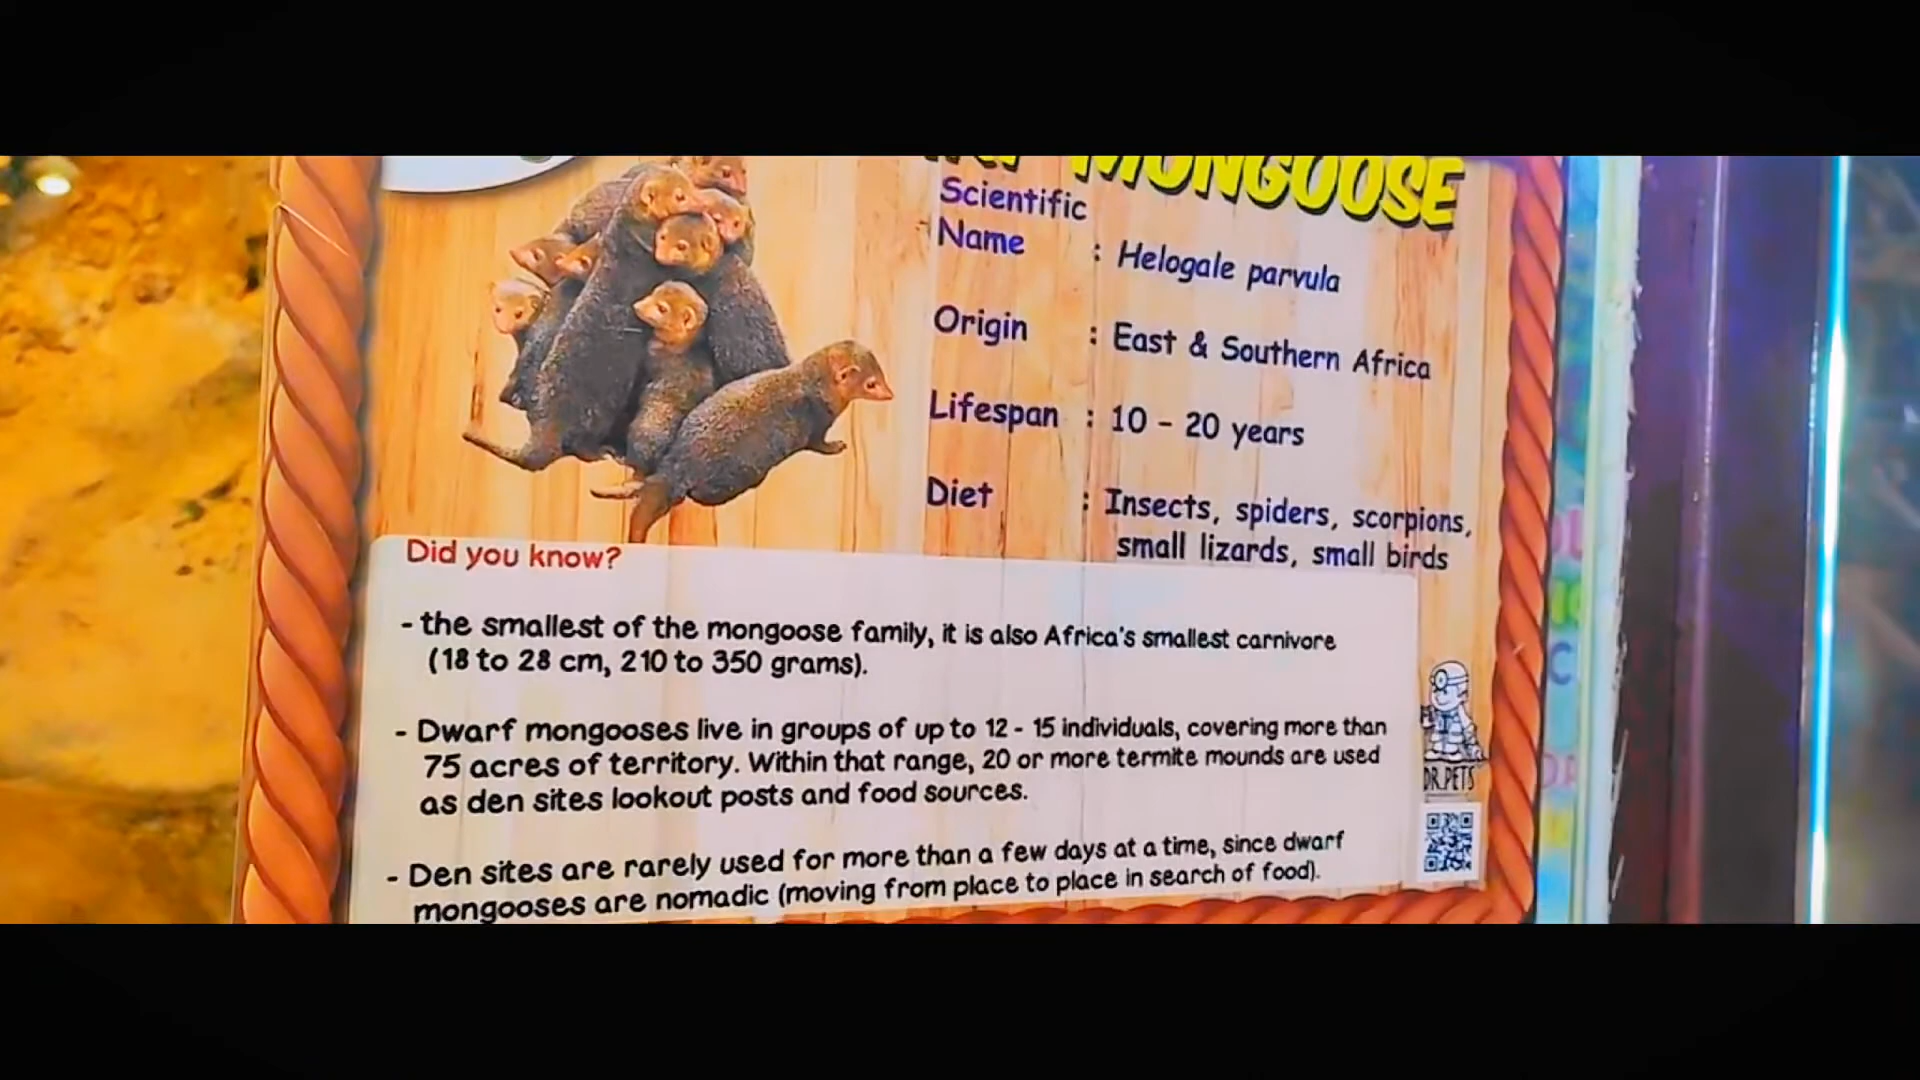 MONGOOSE
Scientific
Name : Helogale parvula
Origin : East & Southern Africa
Lifespan : 10 - 20 years
Diet : Insects, spiders, scorpions,
small lizards, small birds
Did you know?
- the smallest of the mongoose family, it is also Africa's smallest carnivore
(18 to 28 cm, 210 to 350 grams).
- Dwarf mongooses live in groups of up to 12 - 15 individuals, covering more than
75 acres of territory. Within that range, 20 or more termite mounds are used
as den sites lookout posts and food sources.
- Den sites are rarely used for more than a few days at a time, since dwarf
mongooses are nomadic (moving from place to place in search of food).
DR.PETS